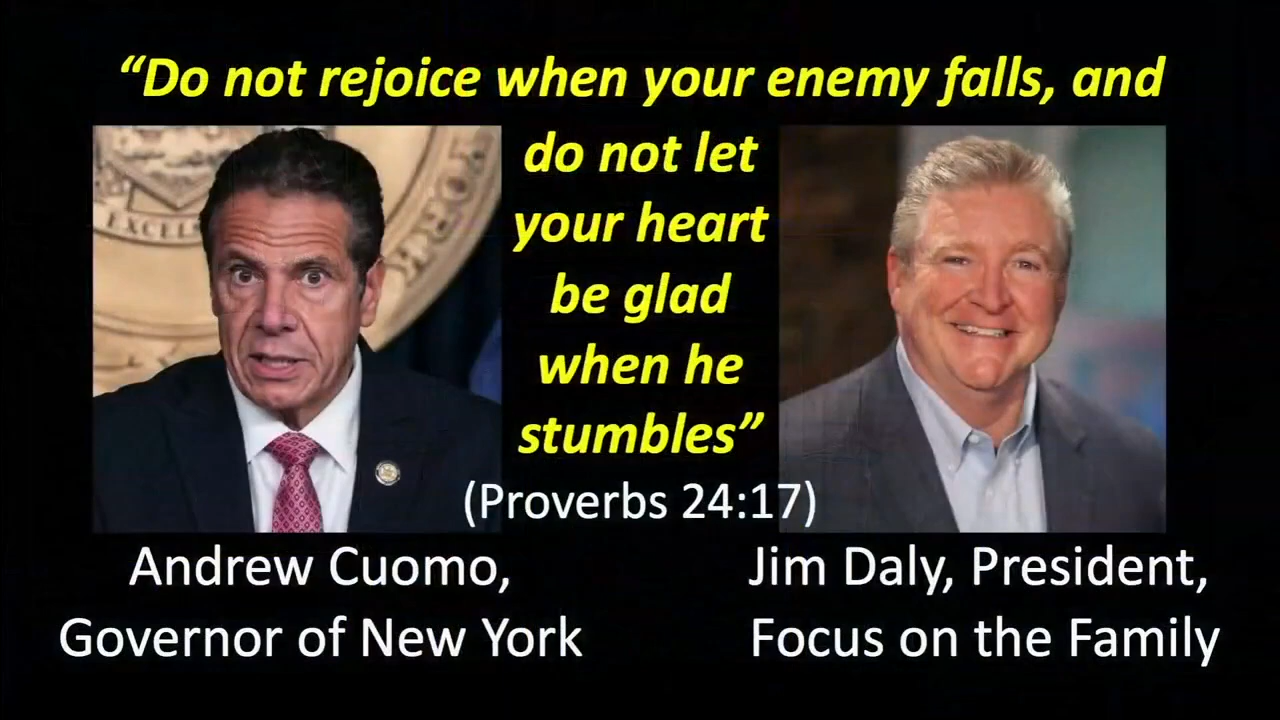 “Do not rejoice when your enemy falls, and
do not let
your heart
be glad
when he
stumbles”
(Proverbs 24:17)
Andrew Cuomo,
Governor of New York
Jim Daly, President,
Focus on the Family